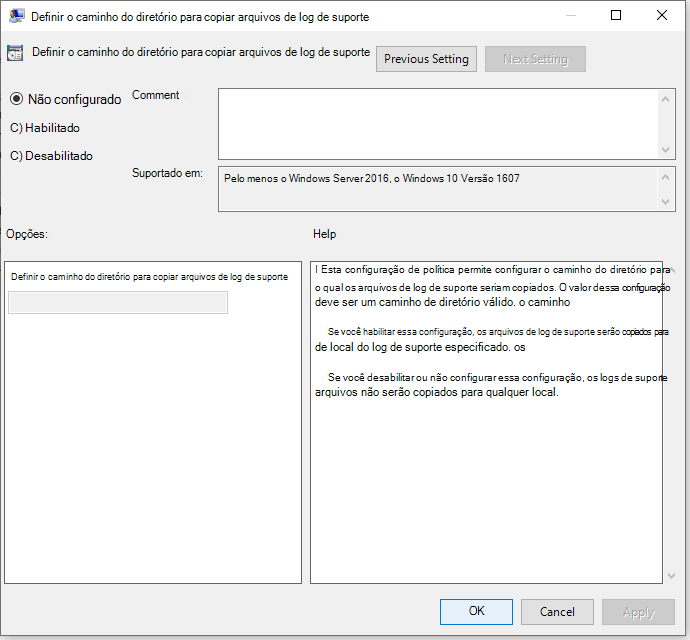 Definir o caminho do diretório para copiar arquivos de log de suporte
Definir o caminho do diretório para copiar arquivos de log de suporte
Previous Setting
Next Setting
Não configurado
Comment
C) Habilitado
C) Desabilitado
Suportado em:
Pelo menos o Windows Server 2016, o Windows 10 Versão 1607
Opções:
Help
Definir o caminho do diretório para copiar arquivos de log de suporte
I Esta configuração de política permite configurar o caminho do diretório para
o qual os arquivos de log de suporte seriam copiados. O valor dessa configuração
deve ser um caminho de diretório válido. o caminho
Se você habilitar essa configuração, os arquivos de log de suporte serão copiados para
de local do log de suporte especificado. os
Se você desabilitar ou não configurar essa configuração, os logs de suporte
arquivos não serão copiados para qualquer local.
OK
Cancel
Apply